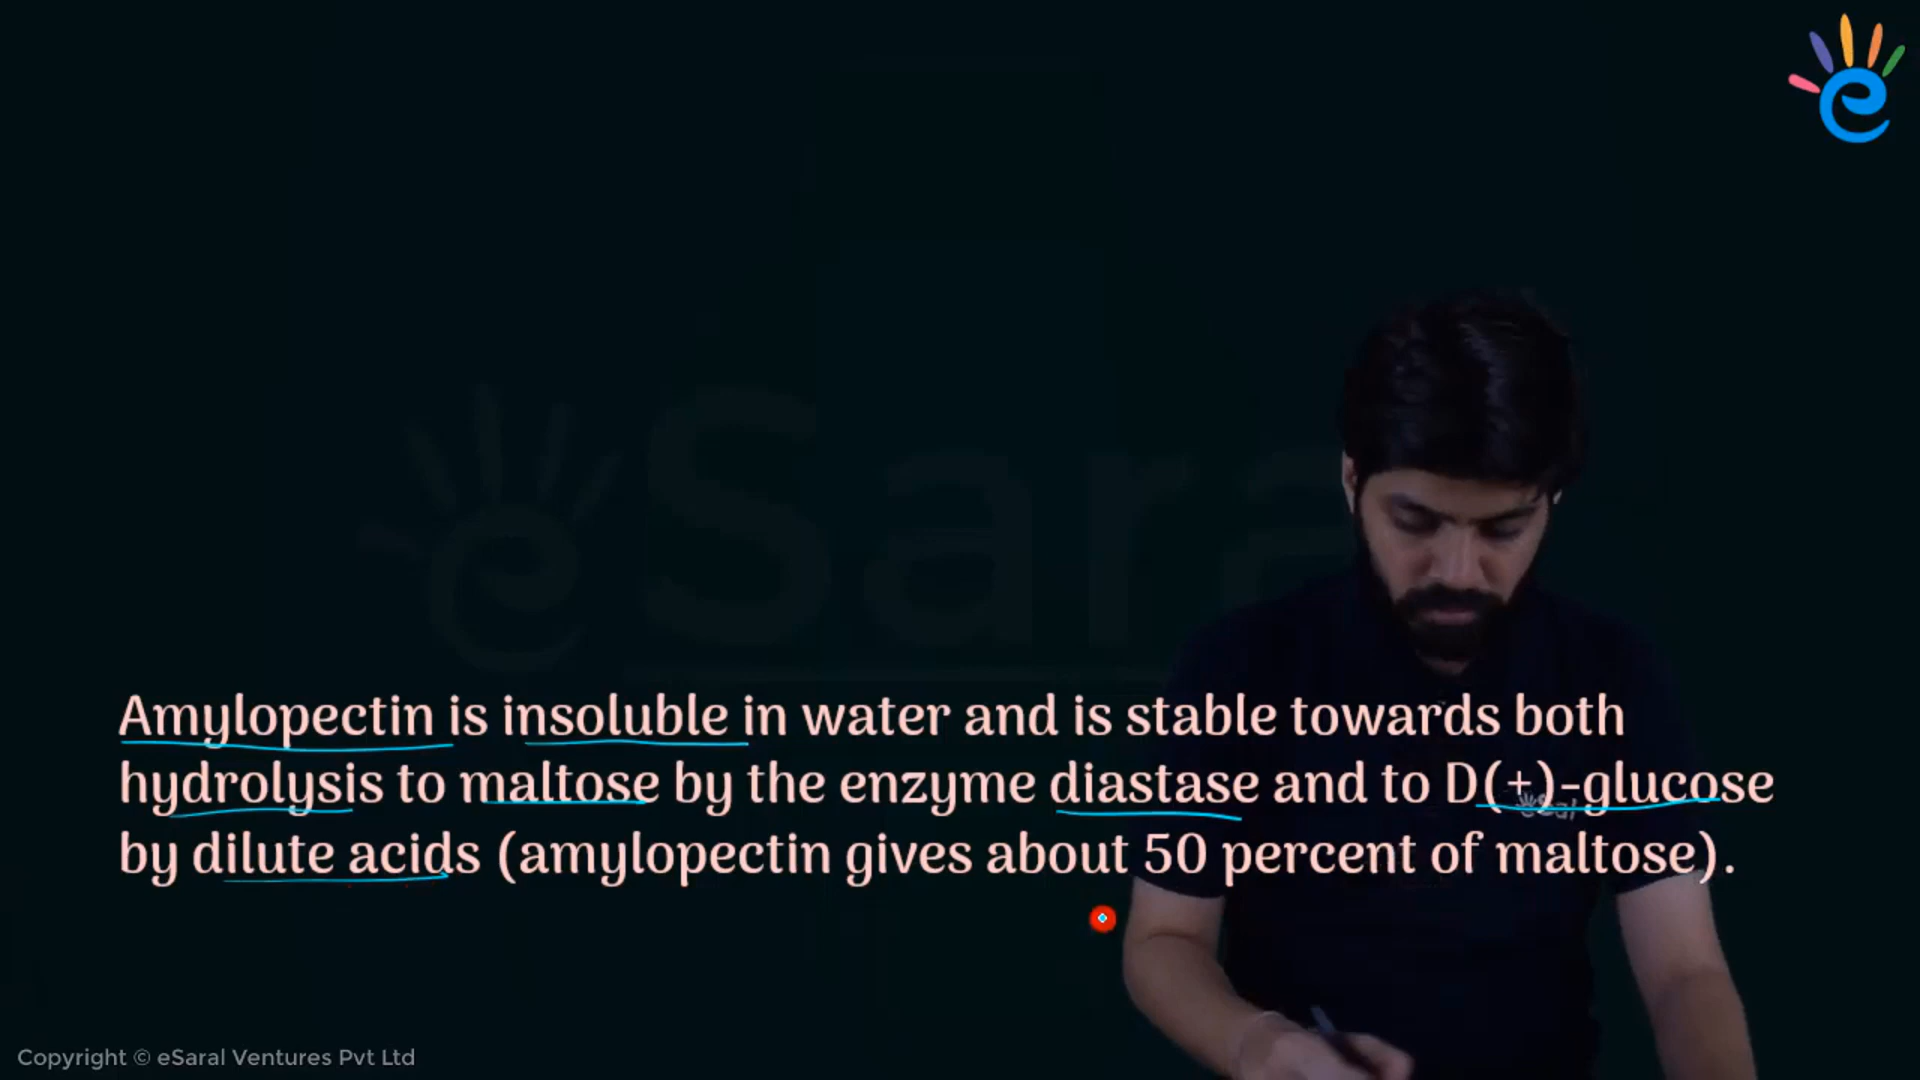 Amylopectin is insoluble in water and is stable towards both
hydrolysis to maltose by the enzyme diastase and to D(+)-glucose
by dilute acids (amylopectin gives about 50 percent of maltose).
eSaral
Copyright © eSaral Ventures Pvt Ltd